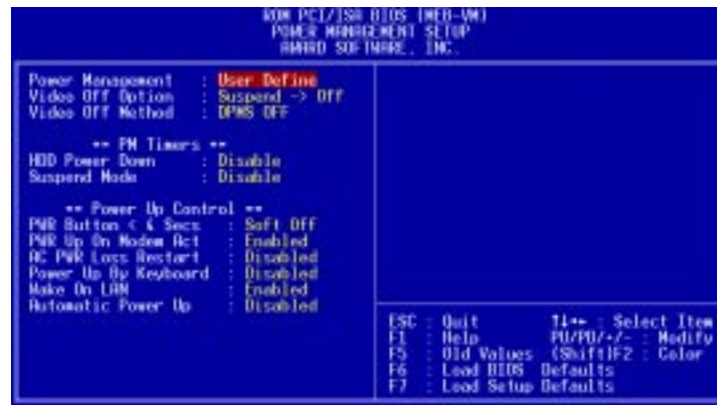 ROM PCI/ISA BIOS (MEB-VM)
POWER MANAGEMENT SETUP
AWARD SOFTWARE, INC.
Power Management : User Define
Video Off Option : Suspend -> Off
Video Off Method : DPMS OFF
** PM Timers **
HDD Power Down : Disable
Suspend Mode : Disable
** Power Up Control **
PWR Button < 4 Secs : Soft Off
PWR Up On Modem Act : Enabled
AC PWR Loss Restart : Disabled
Power Up By Keyboard : Disabled
Wake On LAN : Enabled
Automatic Power Up : Disabled
ESC : Quit ↑↓→← : Select Item
F1 : Help PU/PD/+/- : Modify
F5 : Old Values (Shift)F2 : Color
F6 : Load BIOS Defaults
F7 : Load Setup Defaults